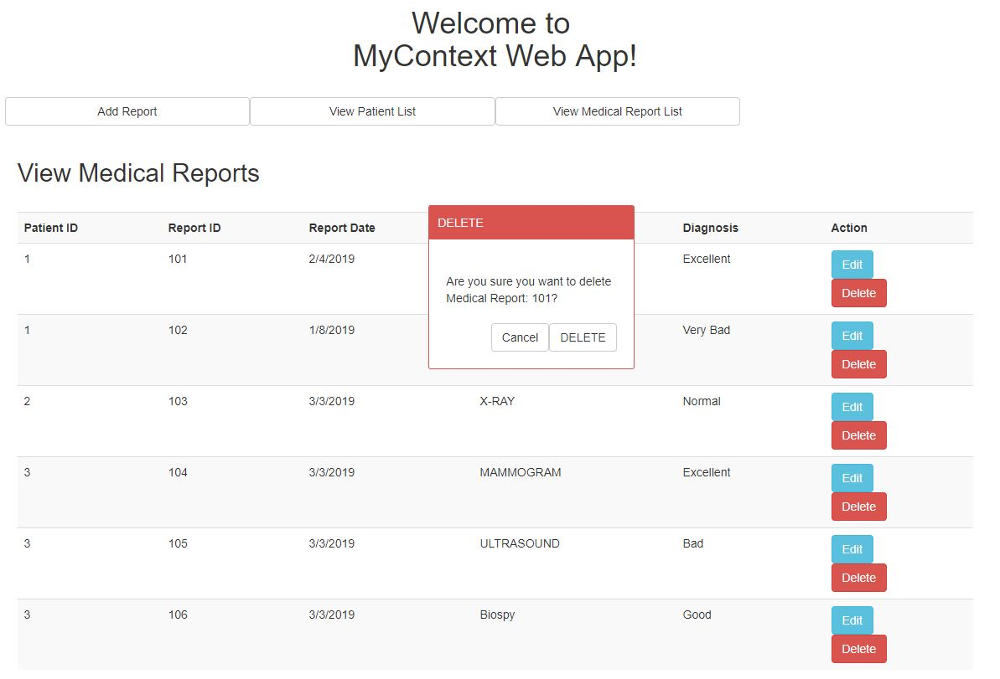 Welcome to
MyContext Web App!
Add Report View Patient List View Medical Report List
View Medical Reports
Patient ID Report ID Report Date Diagnosis Action
DELETE
1 101 2/4/2019 Excellent Edit
Delete
Are you sure you want to delete
Medical Report: 101?
Cancel DELETE
1 102 1/8/2019 Very Bad Edit
Delete
2 103 3/3/2019 X-RAY Normal Edit
Delete
3 104 3/3/2019 MAMMOGRAM Excellent Edit
Delete
3 105 3/3/2019 ULTRASOUND Bad Edit
Delete
3 106 3/3/2019 Biospy Good Edit
Delete